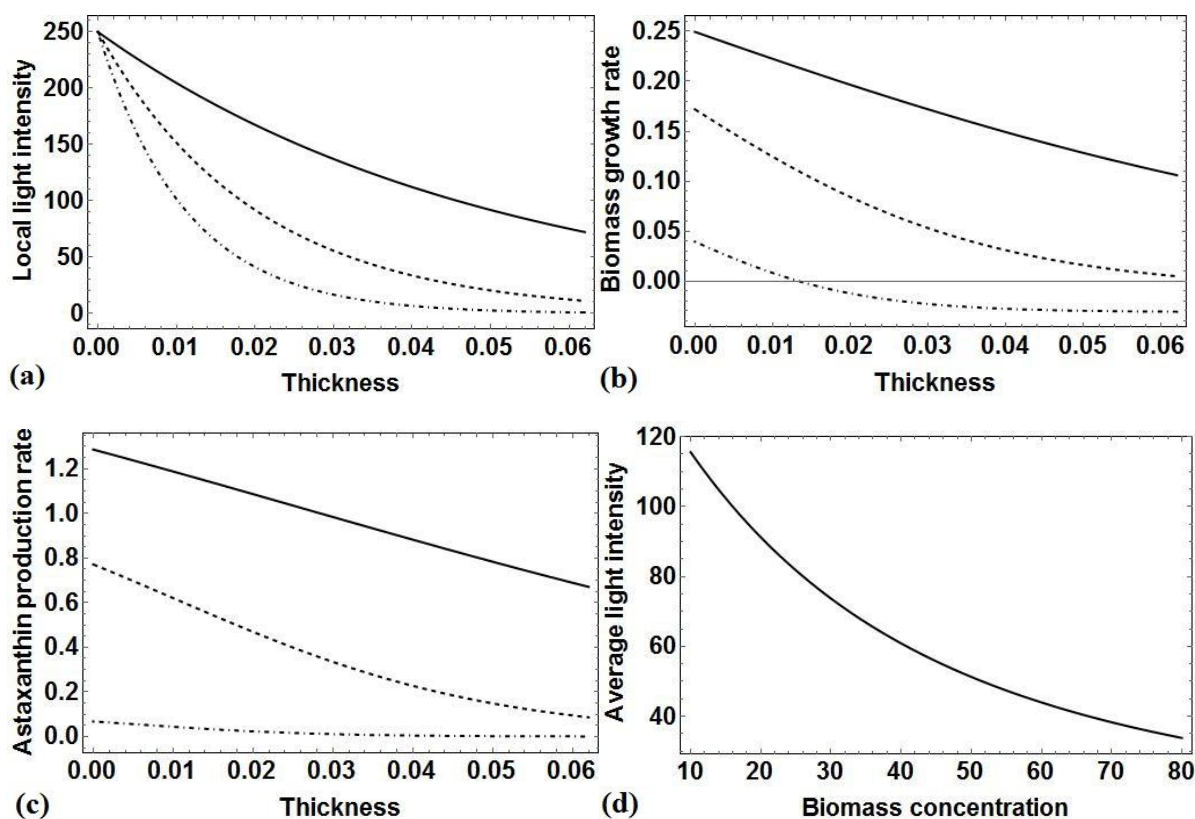 250
200
150
100
50
0
Local light intensity
0.00 0.01 0.02 0.03 0.04 0.05 0.06
Thickness
(a)
0.25
0.20
0.15
0.10
0.05
0.00
Biomass growth rate
0.00 0.01 0.02 0.03 0.04 0.05 0.06
Thickness
(b)
1.2
1.0
0.8
0.6
0.4
0.2
0.0
Astaxanthin production rate
0.00 0.01 0.02 0.03 0.04 0.05 0.06
Thickness
(c)
120
100
80
60
40
Average light intensity
10 20 30 40 50 60 70 80
Biomass concentration
(d)